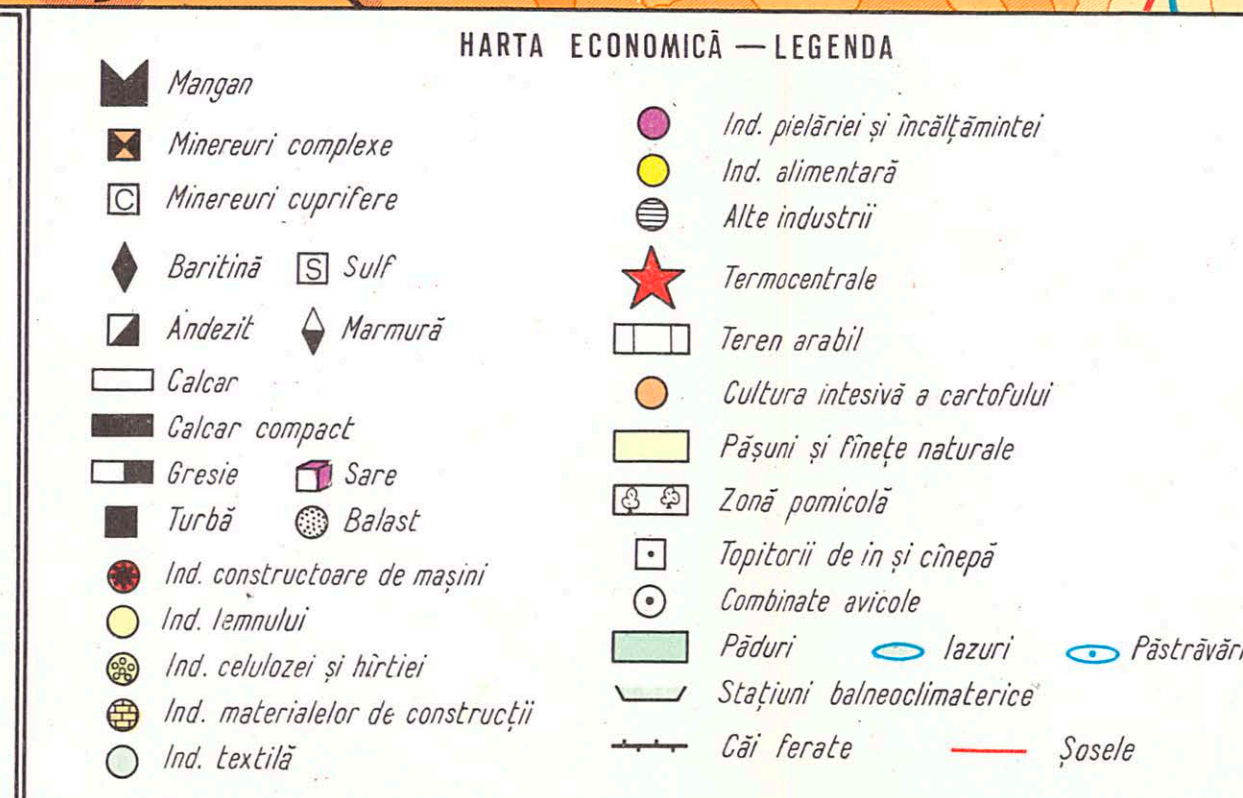 HARTA ECONOMICĂ — LEGENDA
Mangan
Minereuri complexe
C Minereuri cuprifere
Baritină S Sulf
Andezit Marmură
Calcar
Calcar compact
Gresie Sare
Turbă Balast
Ind. constructoare de mașini
Ind. lemnului
Ind. celulozei și hîrtiei
Ind. materialelor de construcții
Ind. textilă
Ind. pielăriei și încălțămintei
Ind. alimentară
Alte industrii
Termocentrale
Teren arabil
Cultura intesivă a cartofului
Pășuni și fînețe naturale
Zonă pomicolă
Topitorii de in și cînepă
Combinate avicole
Păduri Iazuri Păstrăvări
Stațiuni balneoclimaterice
Căi ferate Șosele